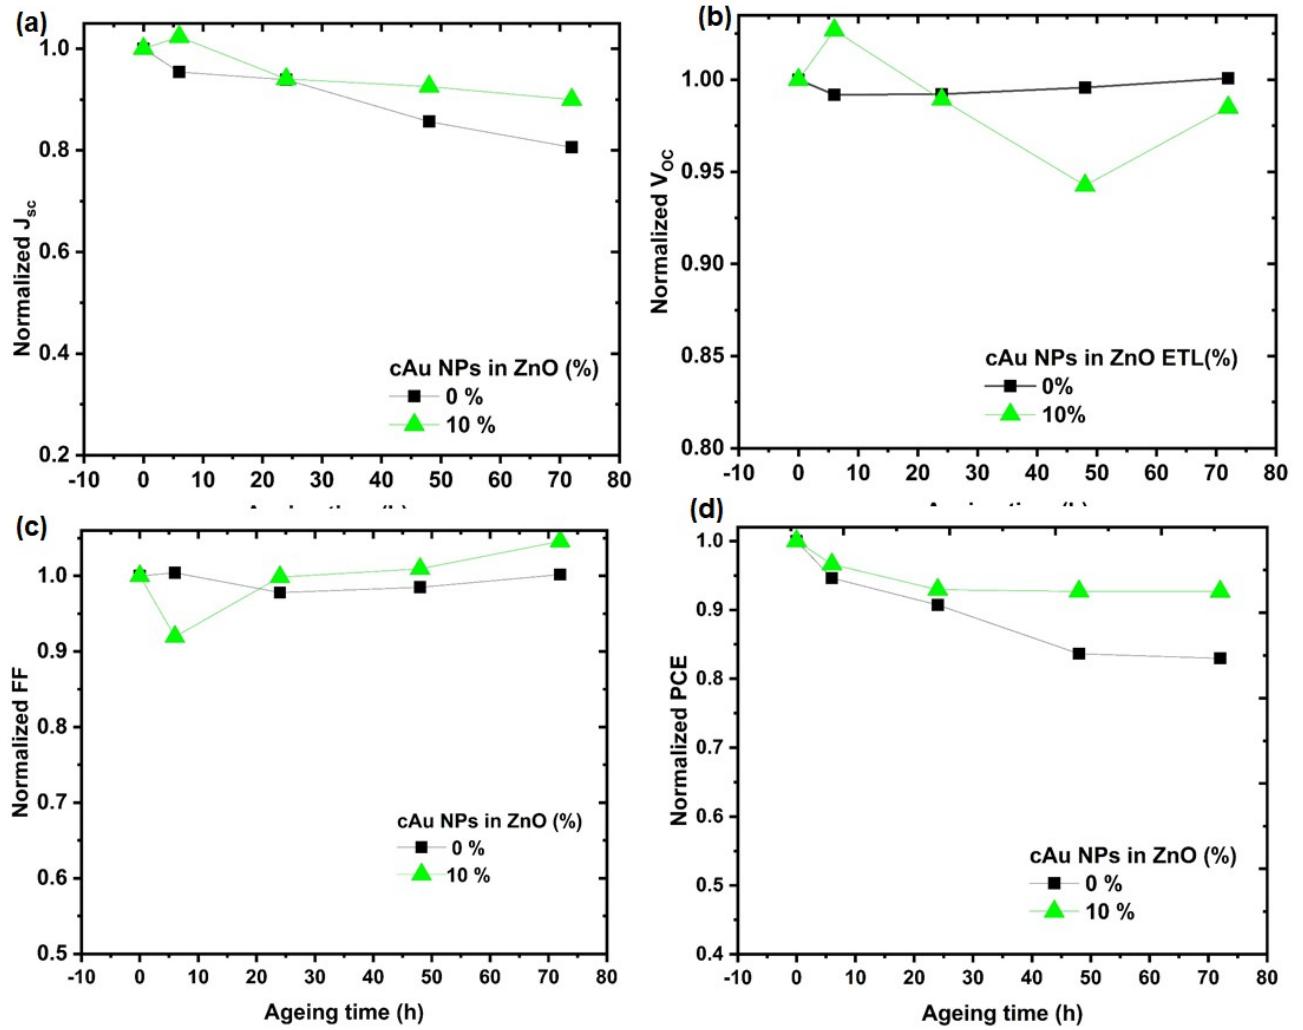 (a)
1.0
0.8
0.6
0.4
0.2
Normalized Jsc
cAu NPs in ZnO (%)
0 %
10 %
-10 0 10 20 30 40 50 60 70 80
(b)
1.00
0.95
0.90
0.85
0.80
Normalized VOC
cAu NPs in ZnO ETL(%)
0%
10%
-10 0 10 20 30 40 50 60 70 80
(c)
1.0
0.9
0.8
0.7
0.6
0.5
Normalized FF
cAu NPs in ZnO (%)
0 %
10 %
-10 0 10 20 30 40 50 60 70 80
Ageing time (h)
(d)
1.0
0.9
0.8
0.7
0.6
0.5
0.4
Normalized PCE
cAu NPs in ZnO (%)
0 %
10 %
-10 0 10 20 30 40 50 60 70 80
Ageing time (h)